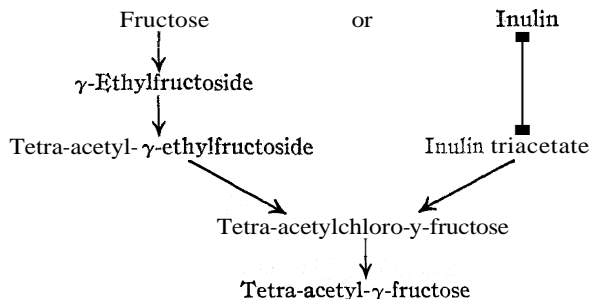 Fructose or Inulin
γ-Ethylfructoside
Tetra-acetyl-γ-ethylfructoside Inulin triacetate
Tetra-acetylchloro-y-fructose
Tetra-acetyl-γ-fructose